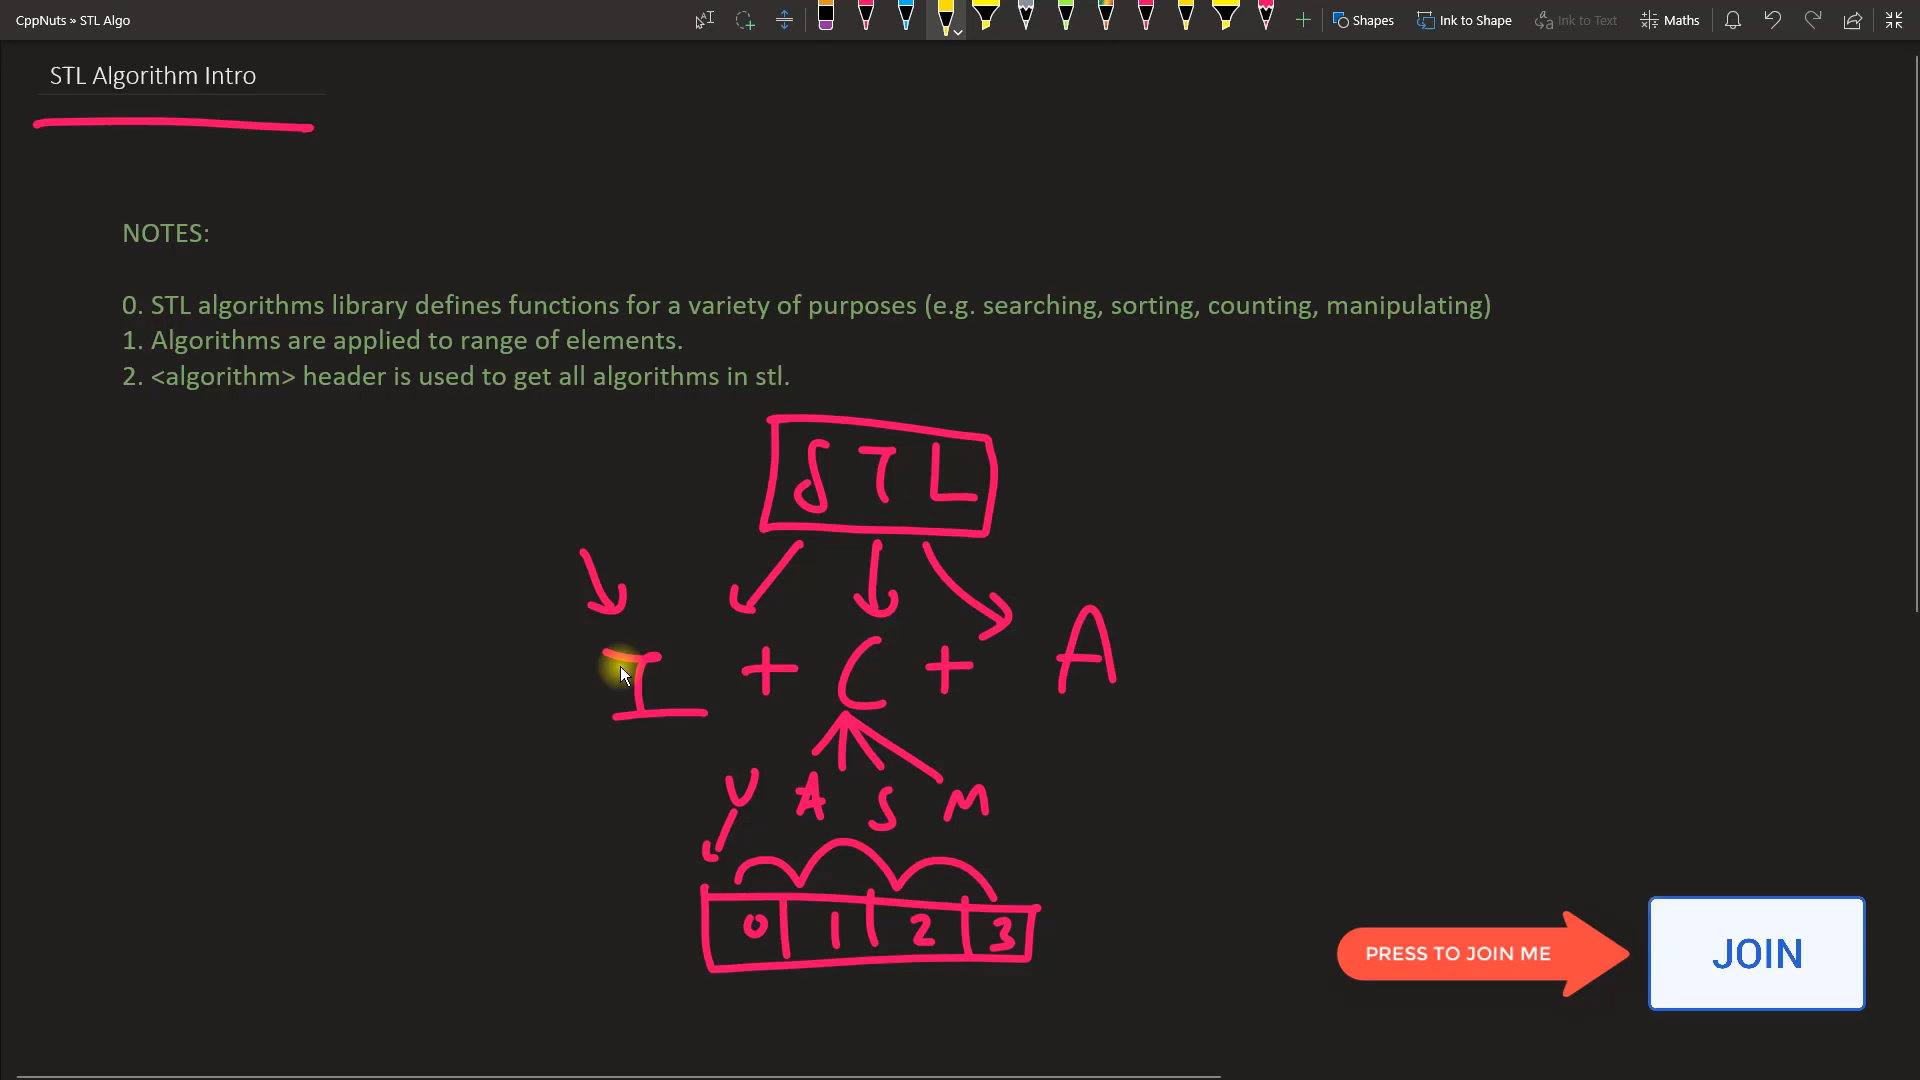 CppNuts » STL Algo
Shapes
Ink to Shape
Ink to Text
Maths
STL Algorithm Intro
NOTES:
0. STL algorithms library defines functions for a variety of purposes (e.g. searching, sorting, counting, manipulating)
1. Algorithms are applied to range of elements.
2. <algorithm> header is used to get all algorithms in stl.
STL
I + C + A
V A S M
0 1 2 3
PRESS TO JOIN ME
JOIN